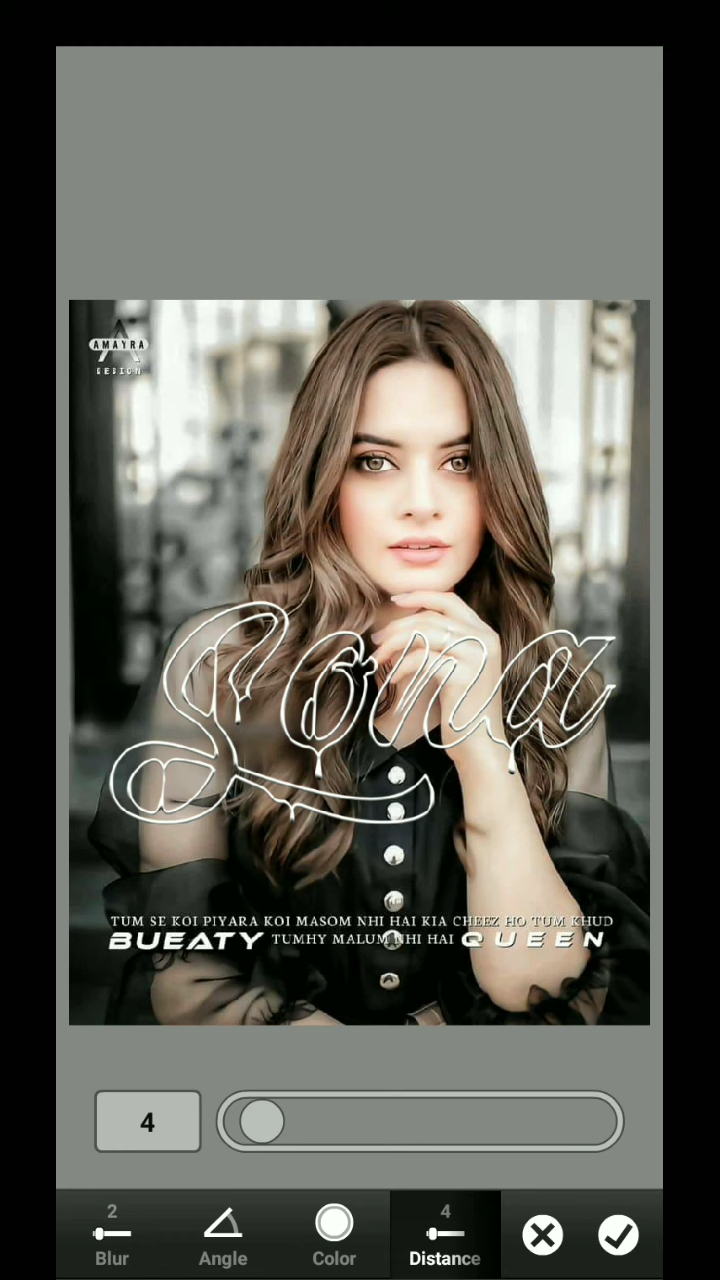 AMAYRA
DESIGN
Sona
TUM SE KOI PIYARA KOI MASOM NHI HAI KIA CHEEZ HO TUM KHUD
BUEATY TUMHY MALUM NHI HAI QUEEN
4
2 4
Blur Angle Color Distance